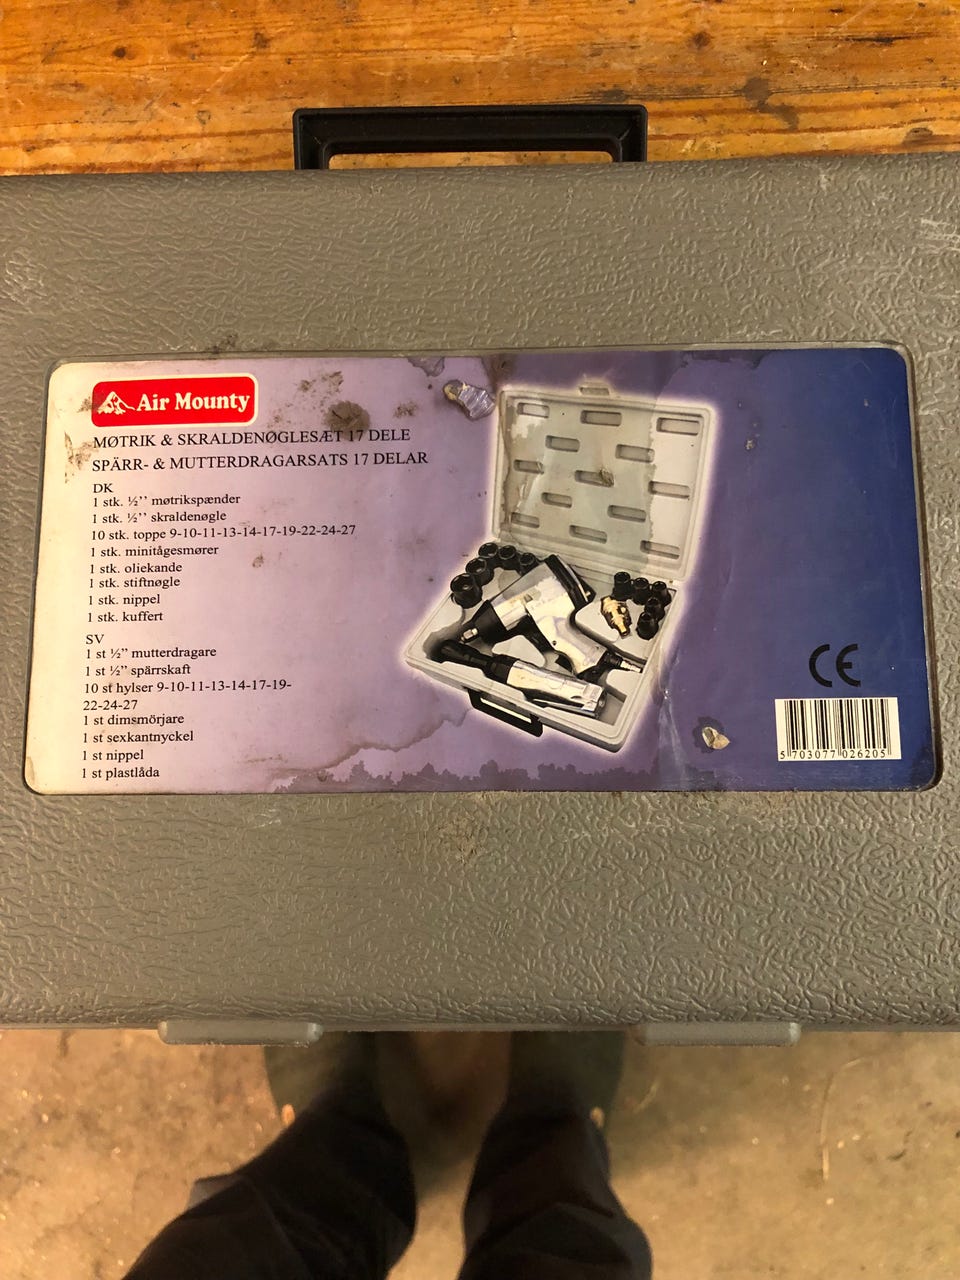 Air Mounty
MØTRIK & SKRALDENØGLESÆT 17 DELE
SPÄRR- & MUTTERDRAGARSATS 17 DELAR
DK
1 stk. ½’’ møtrikspænder
1 stk. ½’’ skraldenøgle
10 stk. toppe 9-10-11-13-14-17-19-22-24-27
1 stk. minitågesmører
1 stk. oliekande
1 stk. stiftnøgle
1 stk. nippel
1 stk. kuffert
SV
1 st ½” mutterdragare
1 st ½” spärrskaft
10 st hylser 9-10-11-13-14-17-19-
22-24-27
1 st dimsmörjare
1 st sexkantnyckel
1 st nippel
1 st plastlåda
CE
5 703077 026205